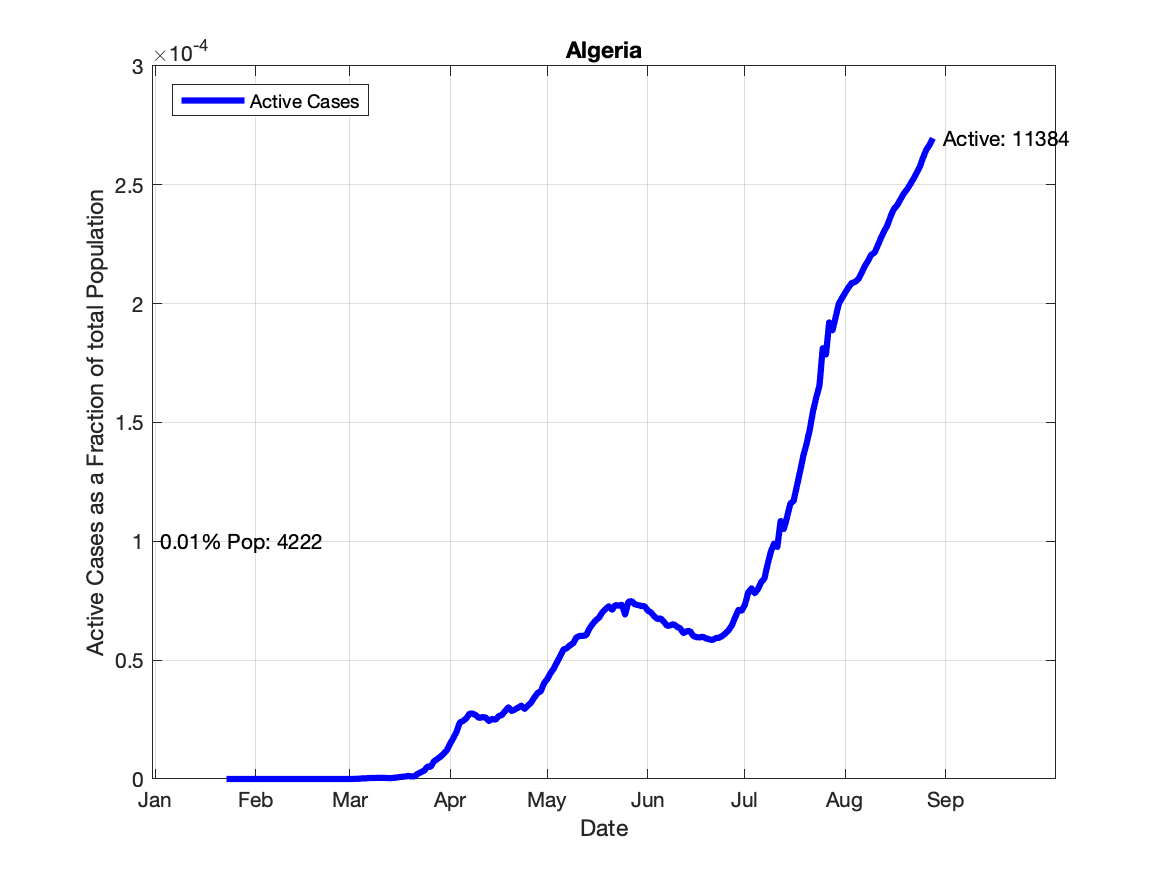 Algeria
×10-4
Active Cases
Active: 11384
0.01% Pop: 4222
Active Cases as a Fraction of total Population
3
2.5
2
1.5
1
0.5
0
Jan Feb Mar Apr May Jun Jul Aug Sep
Date